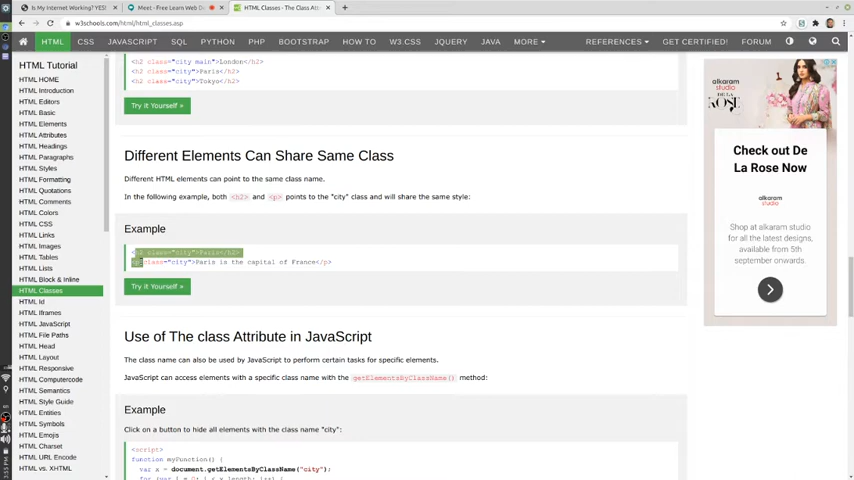 Is My Internet Working? YES!
Meet - Free Learn Web D
HTML Classes - The Class Att
w3schools.com/html/html_classes.asp
HTML CSS JAVASCRIPT SQL PYTHON PHP BOOTSTRAP HOW TO W3.CSS JQUERY JAVA MORE REFERENCES GET CERTIFIED! FORUM
HTML Tutorial
HTML HOME
HTML Introduction
HTML Editors
HTML Basic
HTML Elements
HTML Attributes
HTML Headings
HTML Paragraphs
HTML Styles
HTML Formatting
HTML Quotations
HTML Comments
HTML Colors
HTML CSS
HTML Links
HTML Images
HTML Tables
HTML Lists
HTML Block & Inline
HTML Classes
HTML Id
HTML Iframes
HTML JavaScript
HTML File Paths
HTML Head
HTML Layout
HTML Responsive
HTML Computercode
HTML Semantics
HTML Style Guide
HTML Entities
HTML Symbols
HTML Emojis
HTML Charset
HTML URL Encode
HTML vs. XHTML
<h2 class="city main">London</h2>
<h2 class="city">Paris</h2>
<h2 class="city">Tokyo</h2>
Try it Yourself »
Different Elements Can Share Same Class
Different HTML elements can point to the same class name.
In the following example, both <h2> and <p> points to the "city" class and will share the same style:
Example
<h2 class="city">Paris</h2>
<p class="city">Paris is the capital of France</p>
Try it Yourself »
Use of The class Attribute in JavaScript
The class name can also be used by JavaScript to perform certain tasks for specific elements.
JavaScript can access elements with a specific class name with the getElementsByClassName() method:
Example
Click on a button to hide all elements with the class name "city":
<script>
function myFunction() {
var x = document.getElementsByClassName("city");
alkaram
studio
DE LA
ROSE
Check out De
La Rose Now
alkaram
studio
Shop at alkaram studio
for all the latest designs,
available from 5th
september onwards.
3:55 PM